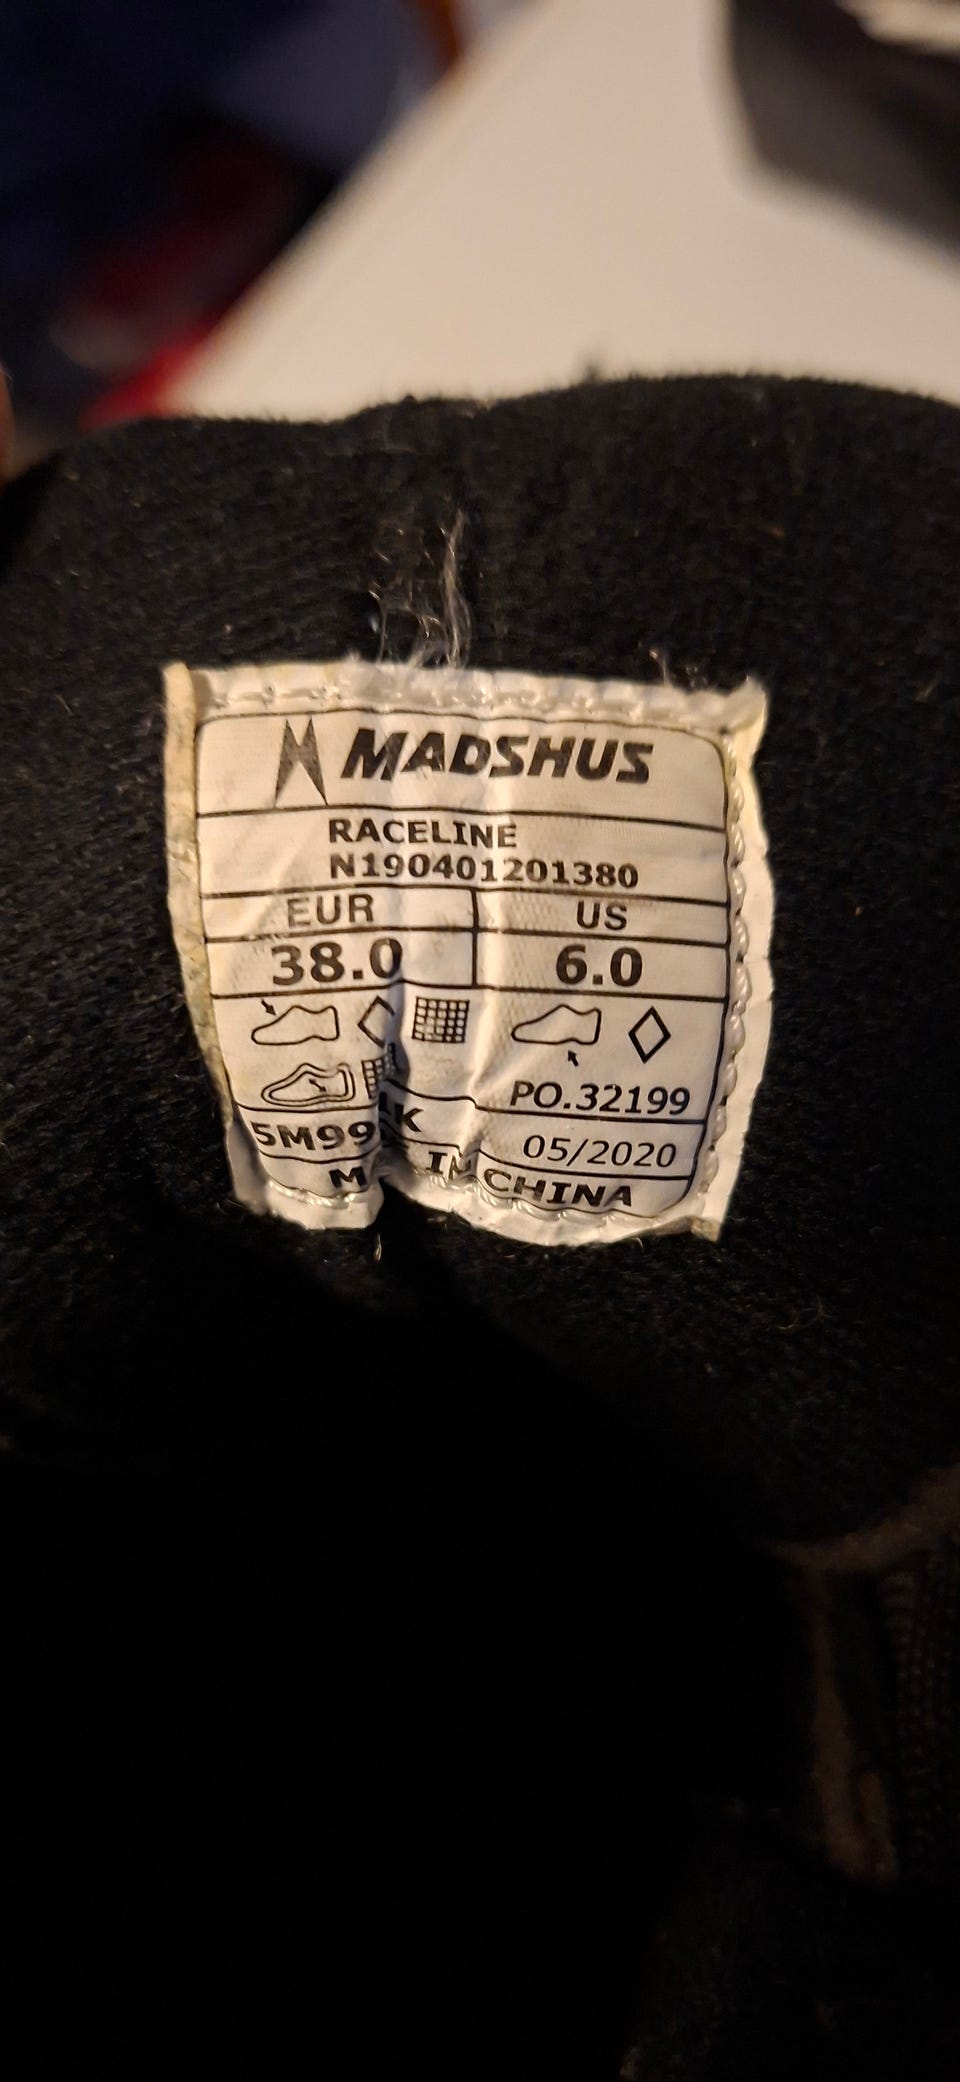 MADSHUS
RACELINE
N190401201380
EUR US
38.0 6.0
PO.32199
05/2020
CHINA